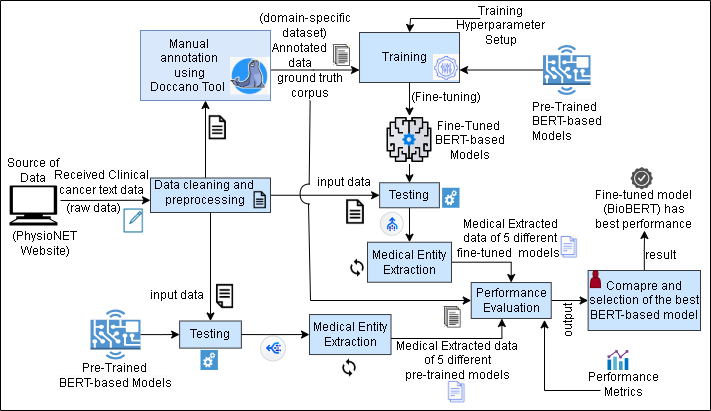 (domain-specific
dataset)
Annotated
data
ground truth
corpus
Training
Hyperparameter
Setup
Manual
annotation
using
Doccano Tool
Training
(Fine-tuning)
Pre-Trained
BERT-based
Models
Fine-Tuned
BERT-based
Models
Source of
Data
Received Clinical
cancer text data
(raw data)
(PhysioNET
Website)
Data cleaning and
preprocessing
input data
Testing
Fine-tuned model
(BioBERT) has
best performance
Medical Extracted
data of 5 different
fine-tuned models
result
Medical Entity
Extraction
input data
Performance
Evaluation
output
Comapre and
selection of the best
BERT-based model
Testing
Medical Entity
Extraction
Medical Extracted data
of 5 different
pre-trained models
Pre-Trained
BERT-based Models
Performance
Metrics